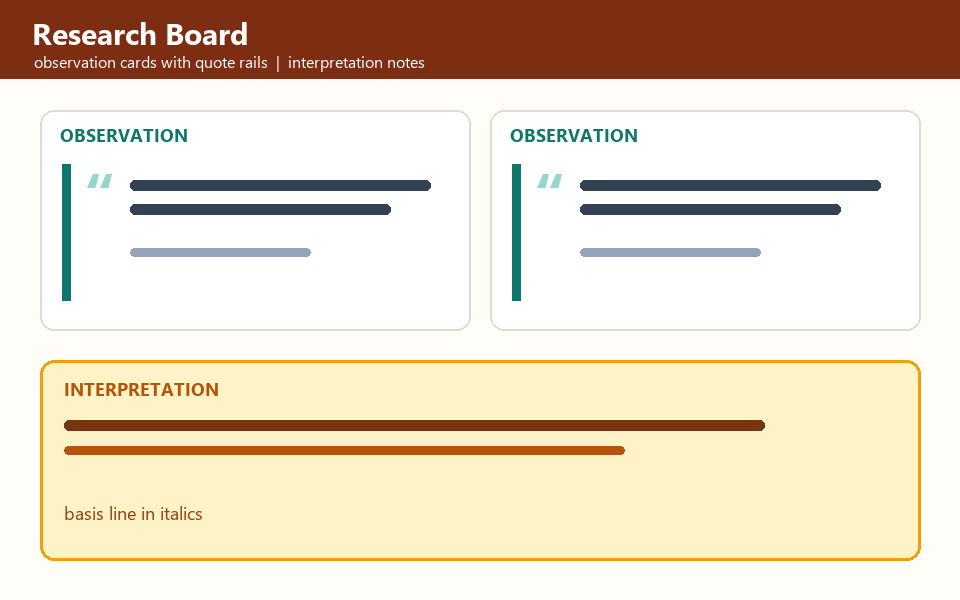 Research Board
observation cards with quote rails | interpretation notes
OBSERVATION
“
OBSERVATION
“
INTERPRETATION
basis line in italics